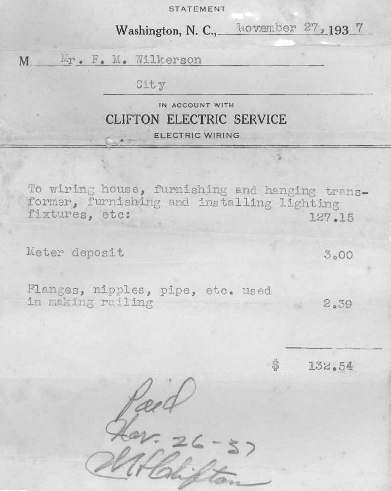 STATEMENT
Washington, N. C., November 27, 1937
M Mr. F. M. Wilkerson
City
IN ACCOUNT WITH
CLIFTON ELECTRIC SERVICE
ELECTRIC WIRING
To wiring house, furnishing and hanging trans-
former, furnishing and installing lighting
fixtures, etc: 127.15
Meter deposit 3.00
Flanges, nipples, pipe, etc. used
in making railing 2.39
$ 132.54
Paid
Nov. 26-37
Clifton